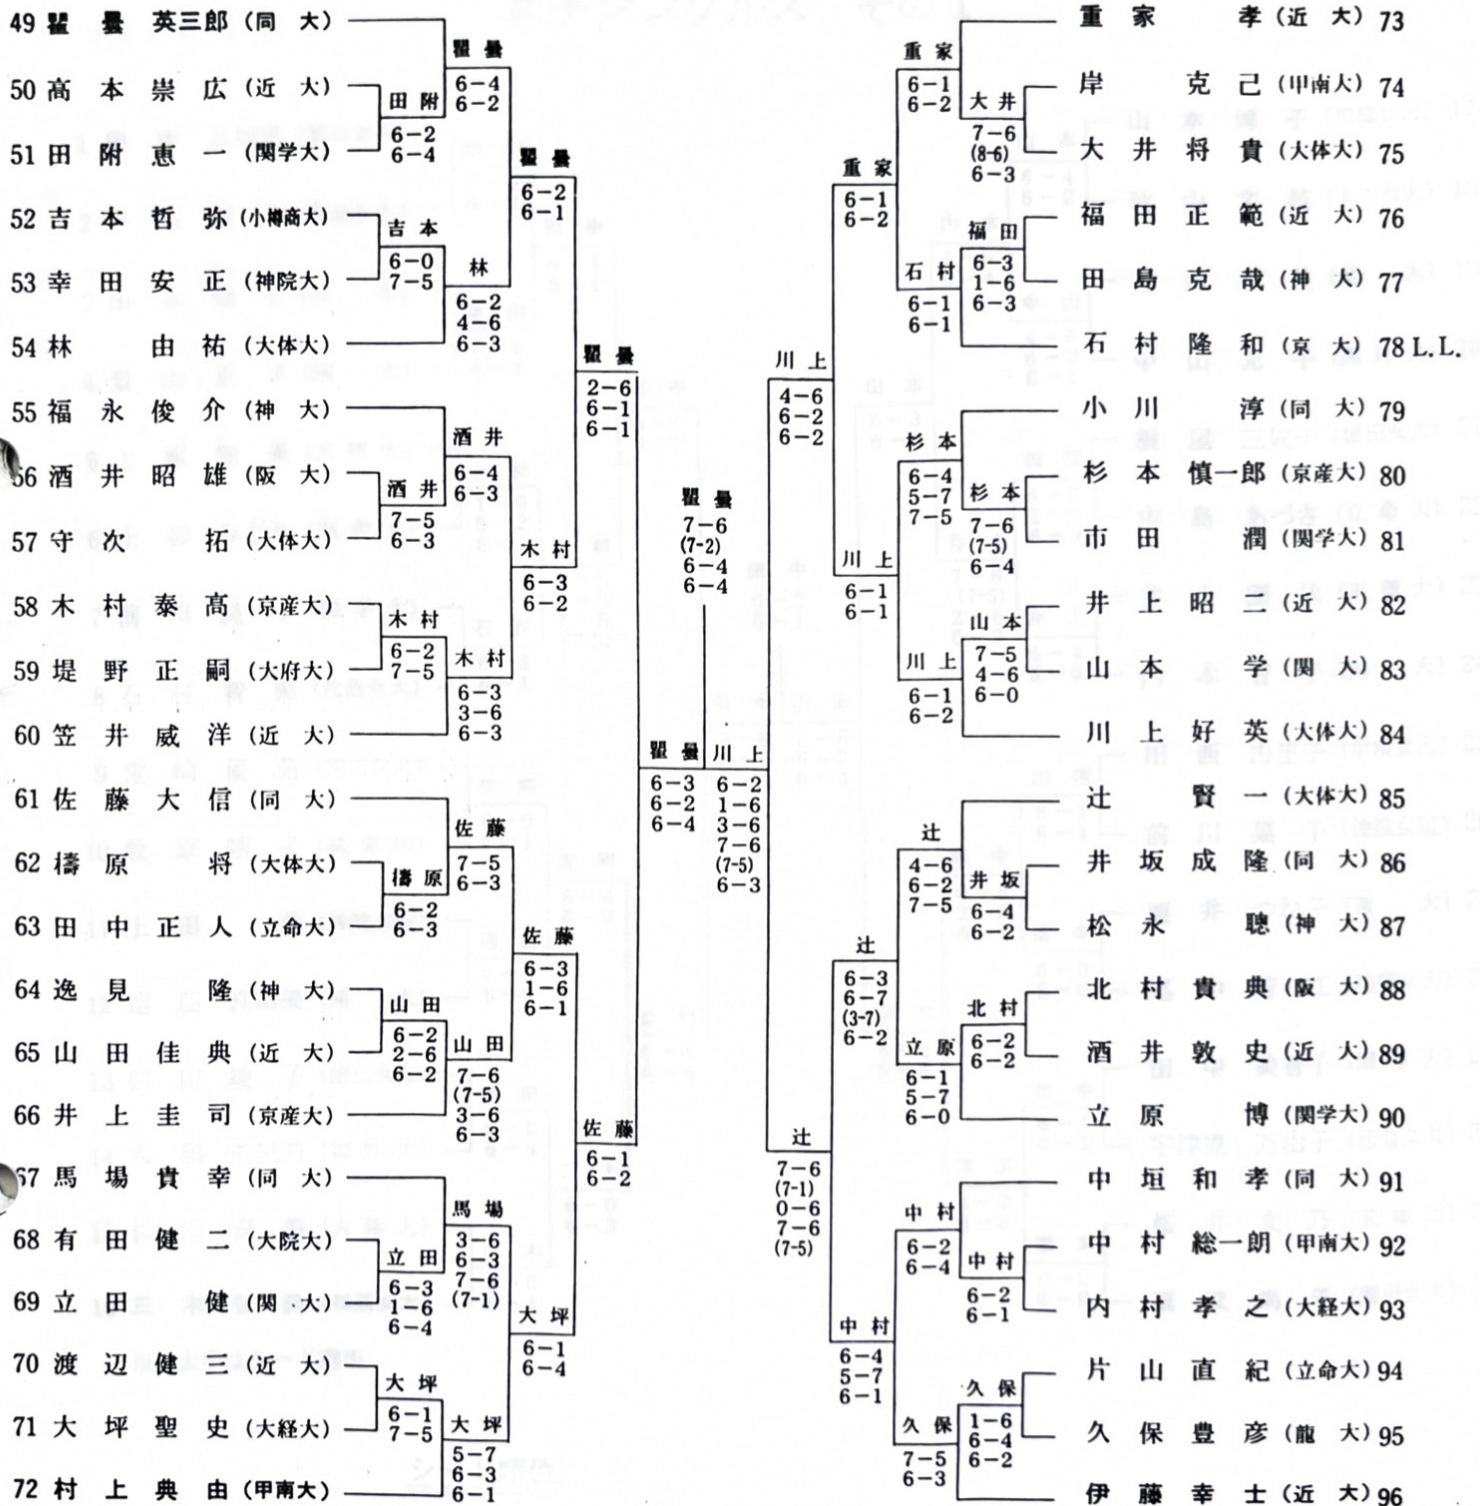 49 瞿曇英三郎 (同大)
50 高本崇広 (近大)
51 田附恵一 (関学大)
52 吉本哲弥 (小樽商大)
53 幸田安正 (神院大)
54 林由祐 (大体大)
55 福永俊介 (神大)
56 酒井昭雄 (阪大)
57 守次拓 (大体大)
58 木村泰高 (京産大)
59 堤野正嗣 (大府大)
60 笠井威洋 (近大)
61 佐藤大信 (同大)
62 檮原将 (大体大)
63 田中正人 (立命大)
64 逸見隆 (神大)
65 山田佳典 (近大)
66 井上圭司 (京産大)
67 馬場貴幸 (同大)
68 有田健二 (大院大)
69 立田健 (関大)
70 渡辺健三 (近大)
71 大坪聖史 (大経大)
72 村上典由 (甲南大)
田附
6-2
6-4
吉本
6-0
7-5
酒井
7-5
6-3
木村
6-2
7-5
檮原
6-2
6-3
山田
6-2
2-6
6-2
立田
6-3
1-6
6-4
大坪
6-1
7-5
瞿曇
6-4
6-2
林
6-2
4-6
6-3
酒井
6-4
6-3
木村
6-3
3-6
6-3
佐藤
7-5
6-3
山田
7-6
(7-5)
3-6
6-3
馬場
3-6
6-3
7-6
(7-1)
大坪
5-7
6-3
6-1
瞿曇
6-2
6-1
木村
6-3
6-2
佐藤
6-3
1-6
6-1
大坪
6-1
6-4
瞿曇
2-6
6-1
6-1
佐藤
6-1
6-2
瞿曇
6-3
6-2
6-4
瞿曇
7-6
(7-2)
6-4
6-4
川上
6-2
1-6
3-6
7-6
(7-5)
6-3
川上
4-6
6-2
6-2
辻
7-6
(7-1)
0-6
7-6
(7-5)
重家
6-1
6-2
川上
6-1
6-1
辻
6-3
6-7
(3-7)
6-2
中村
6-4
5-7
6-1
重家
6-1
6-2
石村
6-1
6-1
杉本
6-4
5-7
7-5
川上
6-1
6-2
辻
4-6
6-2
7-5
立原
6-1
5-7
6-0
中村
6-2
6-4
久保
7-5
6-3
大井
7-6
(8-6)
6-3
福田
6-3
1-6
6-3
杉本
7-6
(7-5)
6-4
山本
7-5
4-6
6-0
井坂
6-4
6-2
北村
6-2
6-2
中村
6-2
6-1
久保
1-6
6-4
6-2
重家孝 (近大) 73
岸克己 (甲南大) 74
大井将貴 (大体大) 75
福田正範 (近大) 76
田島克哉 (神大) 77
石村隆和 (京大) 78 L.L.
小川淳 (同大) 79
杉本慎一郎 (京産大) 80
市田潤 (関学大) 81
井上昭三 (近大) 82
山本学 (関大) 83
川上好英 (大体大) 84
辻賢一 (大体大) 85
井坂成隆 (同大) 86
松永聰 (神大) 87
北村貴典 (阪大) 88
酒井敦史 (近大) 89
立原博 (関学大) 90
中垣和孝 (同大) 91
中村総一朗 (甲南大) 92
内村孝之 (大経大) 93
片山直紀 (立命大) 94
久保豊彦 (龍大) 95
伊藤幸士 (近大) 96